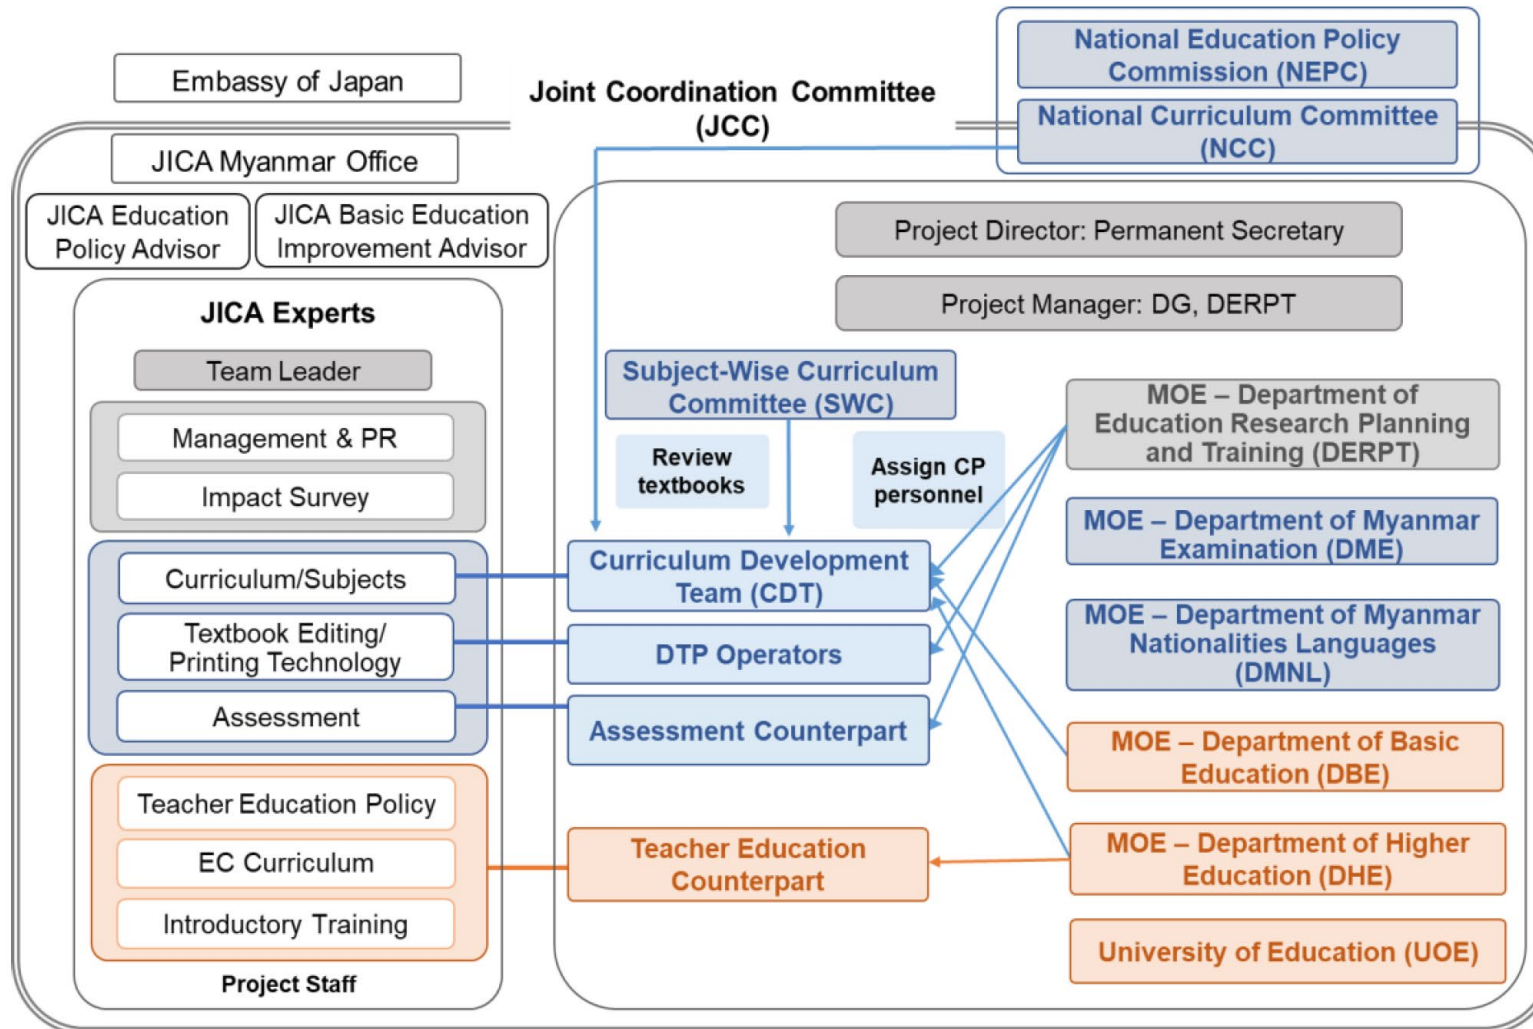 Embassy of Japan
Joint Coordination Committee
(JCC)
National Education Policy
Commission (NEPC)
National Curriculum Committee
(NCC)
JICA Myanmar Office
JICA Education
Policy Advisor
JICA Basic Education
Improvement Advisor
JICA Experts
Team Leader
Management & PR
Impact Survey
Curriculum/Subjects
Textbook Editing/
Printing Technology
Assessment
Teacher Education Policy
EC Curriculum
Introductory Training
Project Staff
Project Director: Permanent Secretary
Project Manager: DG, DERPT
Subject-Wise Curriculum
Committee (SWC)
Review
textbooks
Assign CP
personnel
Curriculum Development
Team (CDT)
DTP Operators
Assessment Counterpart
Teacher Education
Counterpart
MOE – Department of
Education Research Planning
and Training (DERPT)
MOE – Department of Myanmar
Examination (DME)
MOE – Department of Myanmar
Nationalities Languages
(DMNL)
MOE – Department of Basic
Education (DBE)
MOE – Department of Higher
Education (DHE)
University of Education (UOE)